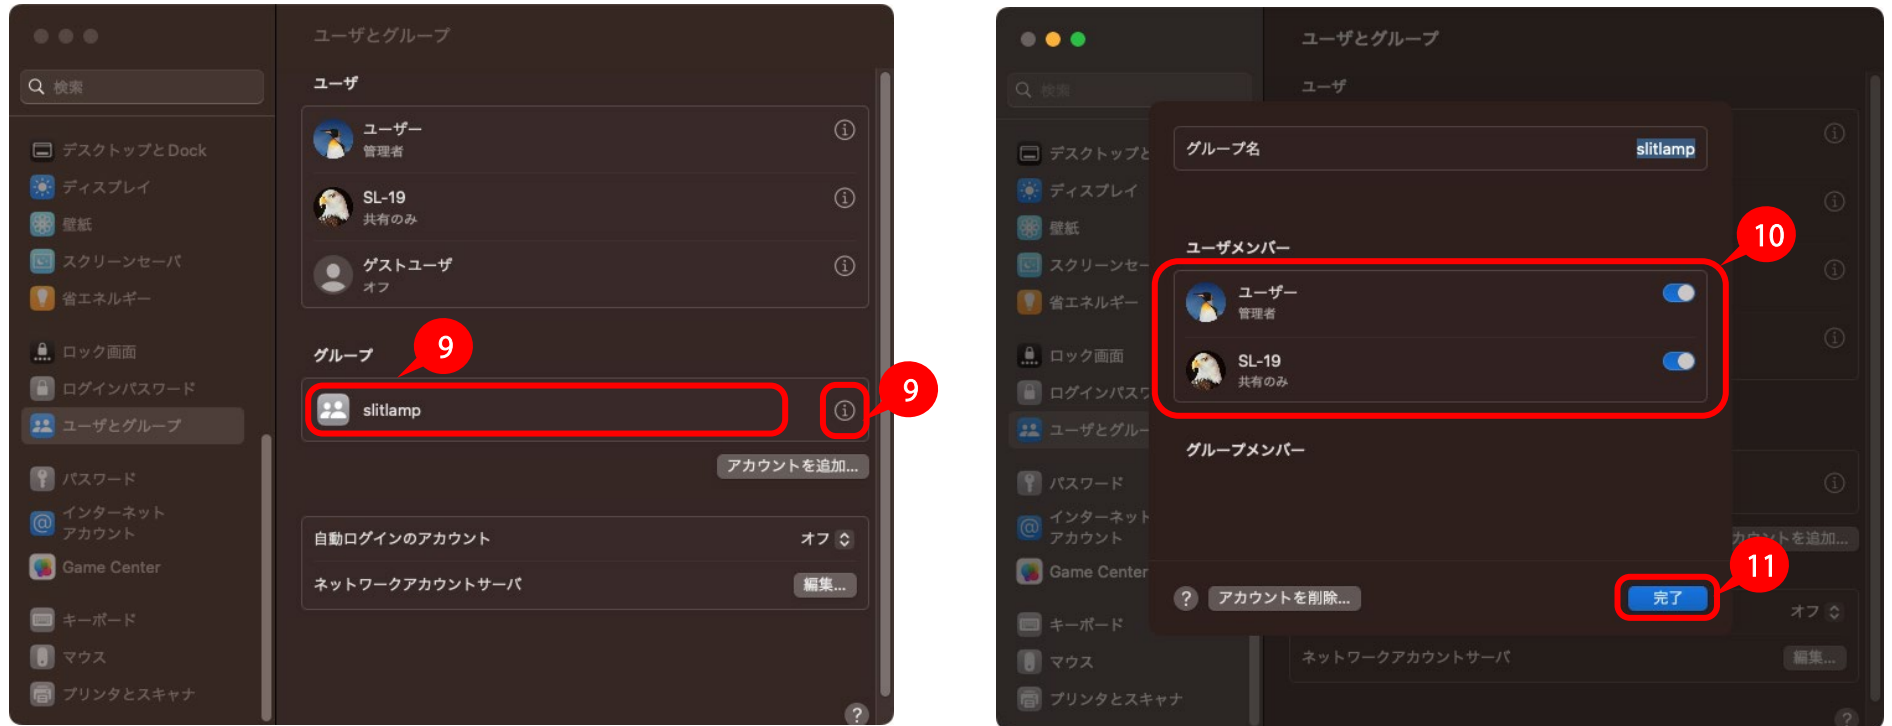 ユーザとグループ
検索
デスクトップとDock
ディスプレイ
壁紙
スクリーンセーバ
省エネルギー
ロック画面
ログインパスワード
ユーザとグループ
パスワード
インターネット
アカウント
Game Center
キーボード
マウス
プリンタとスキャナ
ユーザ
ユーザー
管理者
SL-19
共有のみ
ゲストユーザ
オフ
グループ
9
slitlamp
9
アカウントを追加...
自動ログインのアカウント
オフ
ネットワークアカウントサーバ
編集...
?
ユーザとグループ
検索
デスクトップと
ディスプレイ
壁紙
スクリーンセー
省エネルギー
ロック画面
ログインパスワ
ユーザとグルー
パスワード
インターネット
アカウント
Game Center
キーボード
マウス
プリンタとスキャナ
ユーザ
グループ名
slitlamp
10
ユーザメンバー
ユーザー
管理者
SL-19
共有のみ
グループメンバー
カウントを追加...
11
?
アカウントを削除...
完了
オフ
ネットワークアカウントサーバ
編集...
?